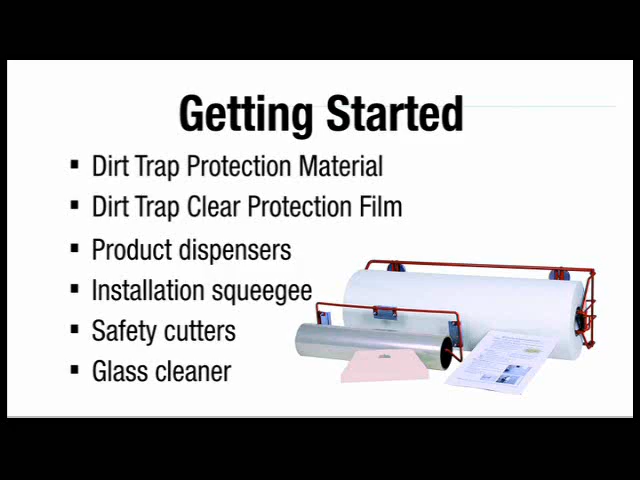 Getting Started
▪ Dirt Trap Protection Material
▪ Dirt Trap Clear Protection Film
▪ Product dispensers
▪ Installation squeegee
▪ Safety cutters
▪ Glass cleaner